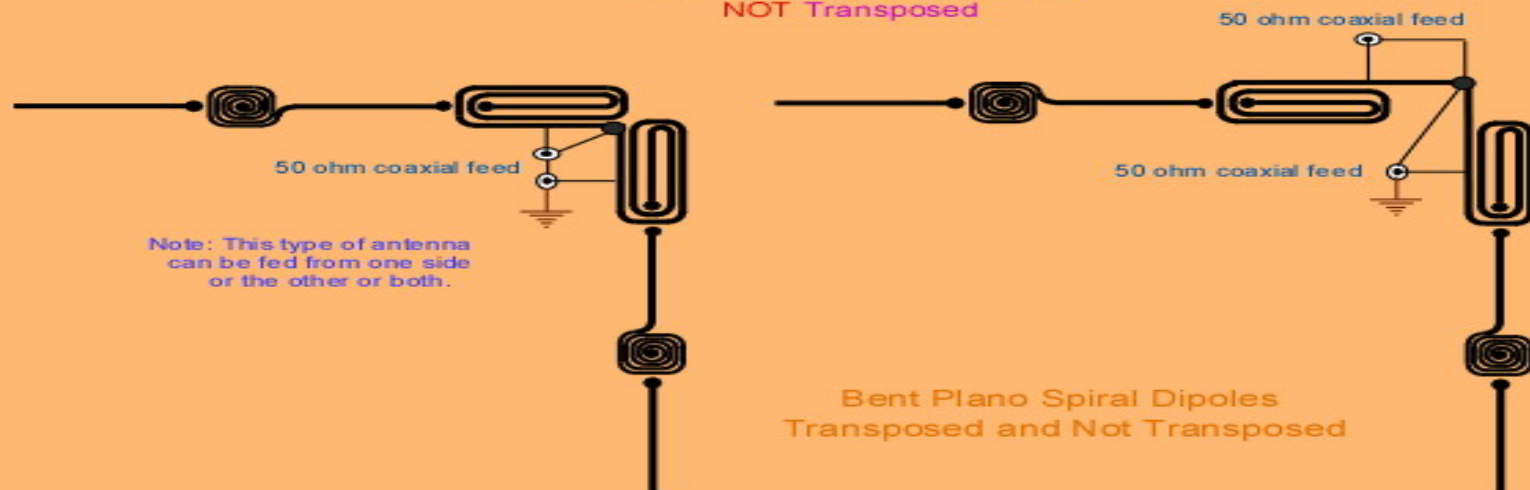 NOT Transposed
50 ohm coaxial feed
50 ohm coaxial feed
50 ohm coaxial feed
Note: This type of antenna
can be fed from one side
or the other or both.
Bent Plano Spiral Dipoles
Transposed and Not Transposed